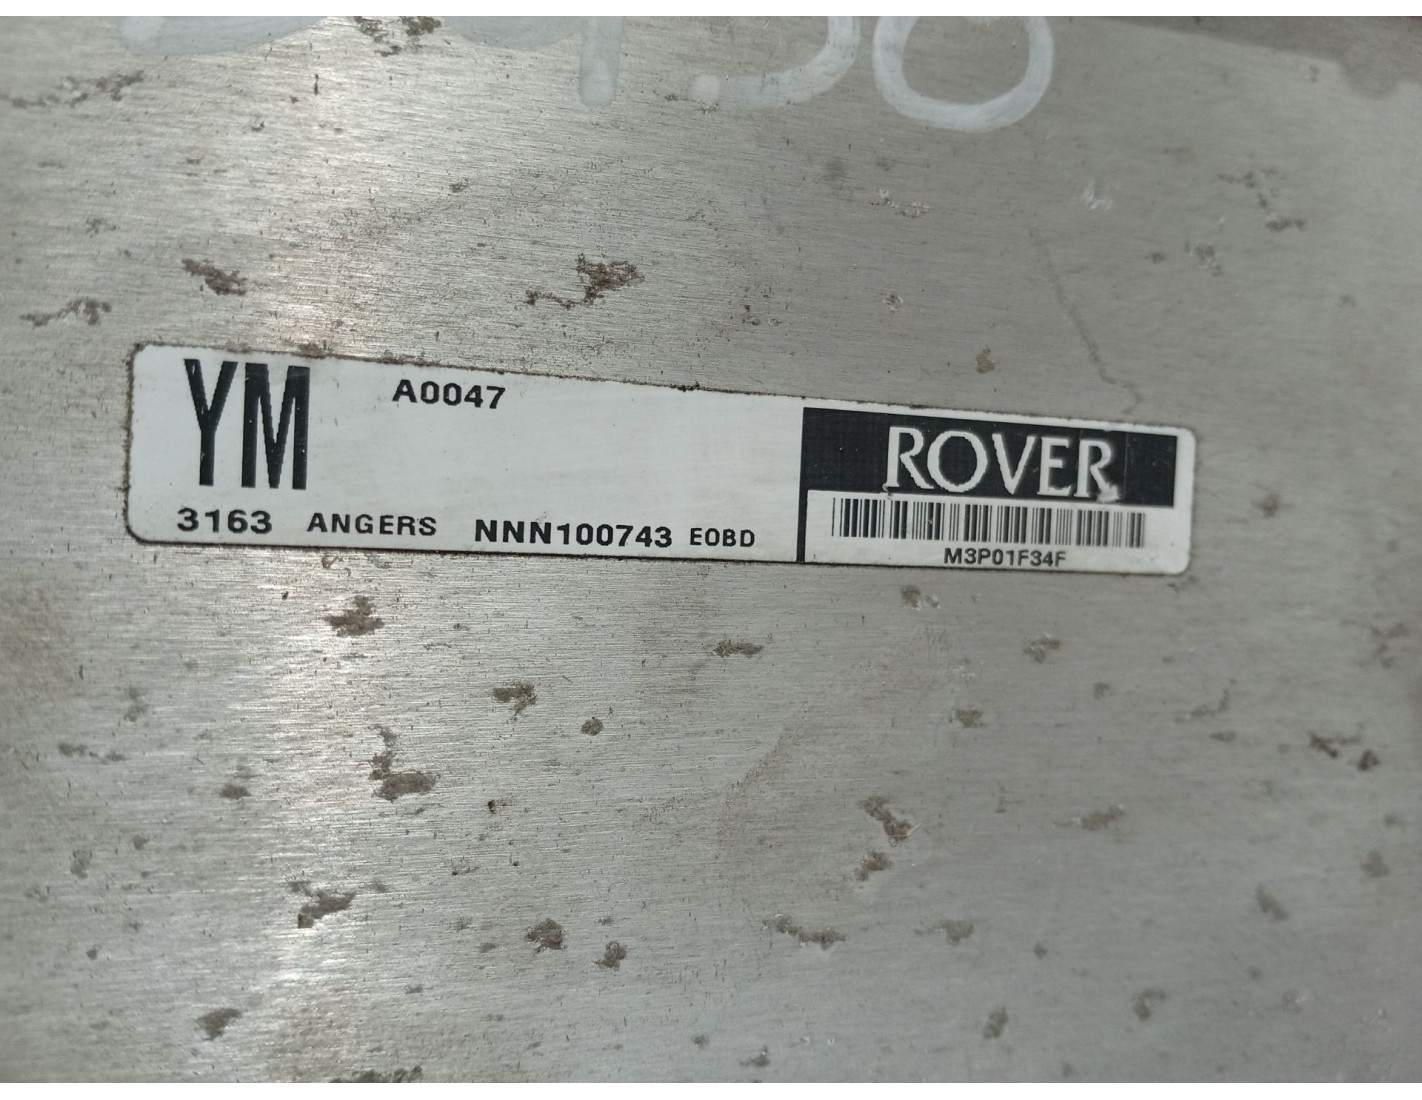 YM
A0047
3163 ANGERS NNN100743 EOBD
ROVER
M3P01F34F